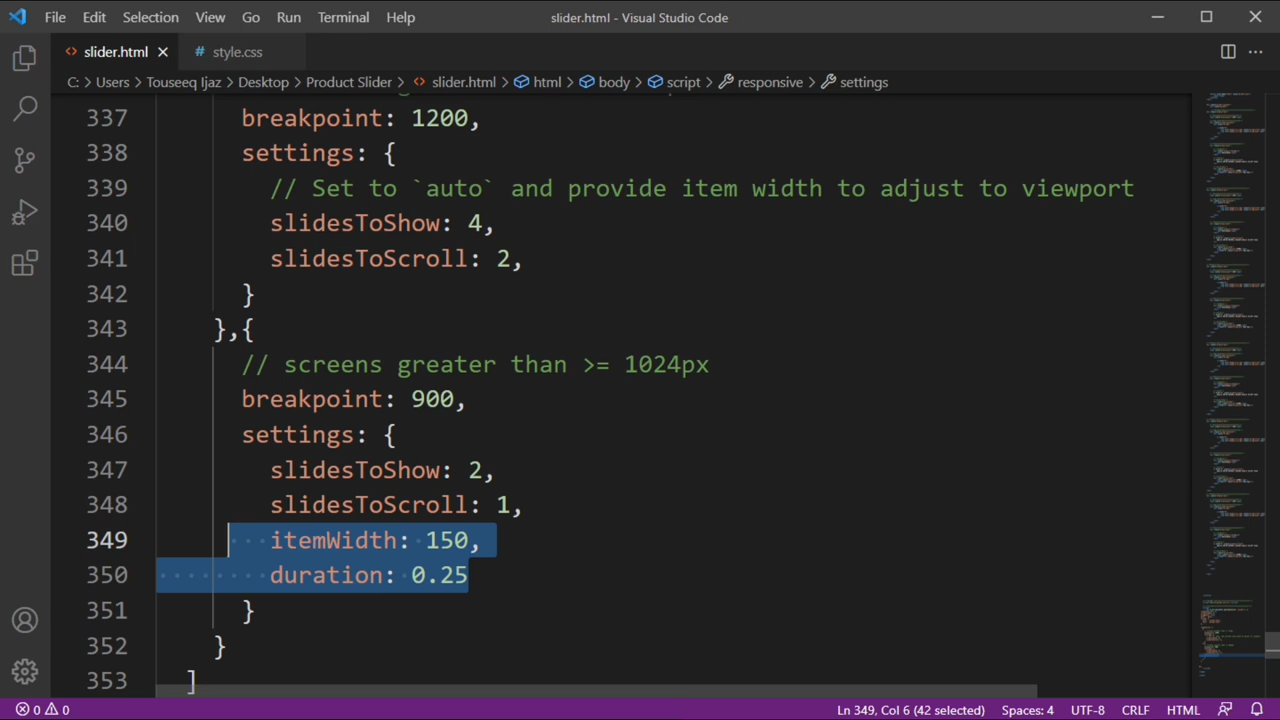 File Edit Selection View Go Run Terminal Help slider.html - Visual Studio Code
slider.html # style.css
C: > Users > Touseeq Ijaz > Desktop > Product Slider > slider.html > html > body > script > responsive > settings
337 breakpoint: 1200,
338 settings: {
339 // Set to `auto` and provide item width to adjust to viewport
340 slidesToShow: 4,
341 slidesToScroll: 2,
342 }
343 },{
344 // screens greater than >= 1024px
345 breakpoint: 900,
346 settings: {
347 slidesToShow: 2,
348 slidesToScroll: 1,
349 itemWidth: 150,
350 duration: 0.25
351 }
352 }
353 ]
0 0 Ln 349, Col 6 (42 selected) Spaces: 4 UTF-8 CRLF HTML